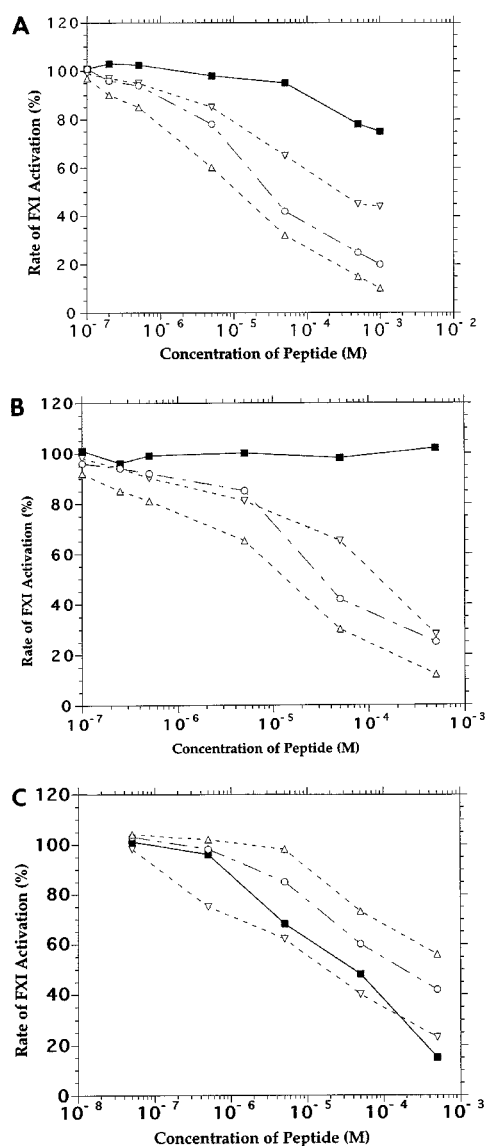 A
120
100
80
60
40
20
0
Rate of FXI Activation (%)
10-7 10-6 10-5 10-4 10-3 10-2
Concentration of Peptide (M)
B
120
100
80
60
40
20
0
Rate of FXI Activation (%)
10-7 10-6 10-5 10-4 10-3
Concentration of Peptide (M)
C
120
100
80
60
40
20
0
Rate of FXI Activation (%)
10-8 10-7 10-6 10-5 10-4 10-3
Concentration of Peptide (M)